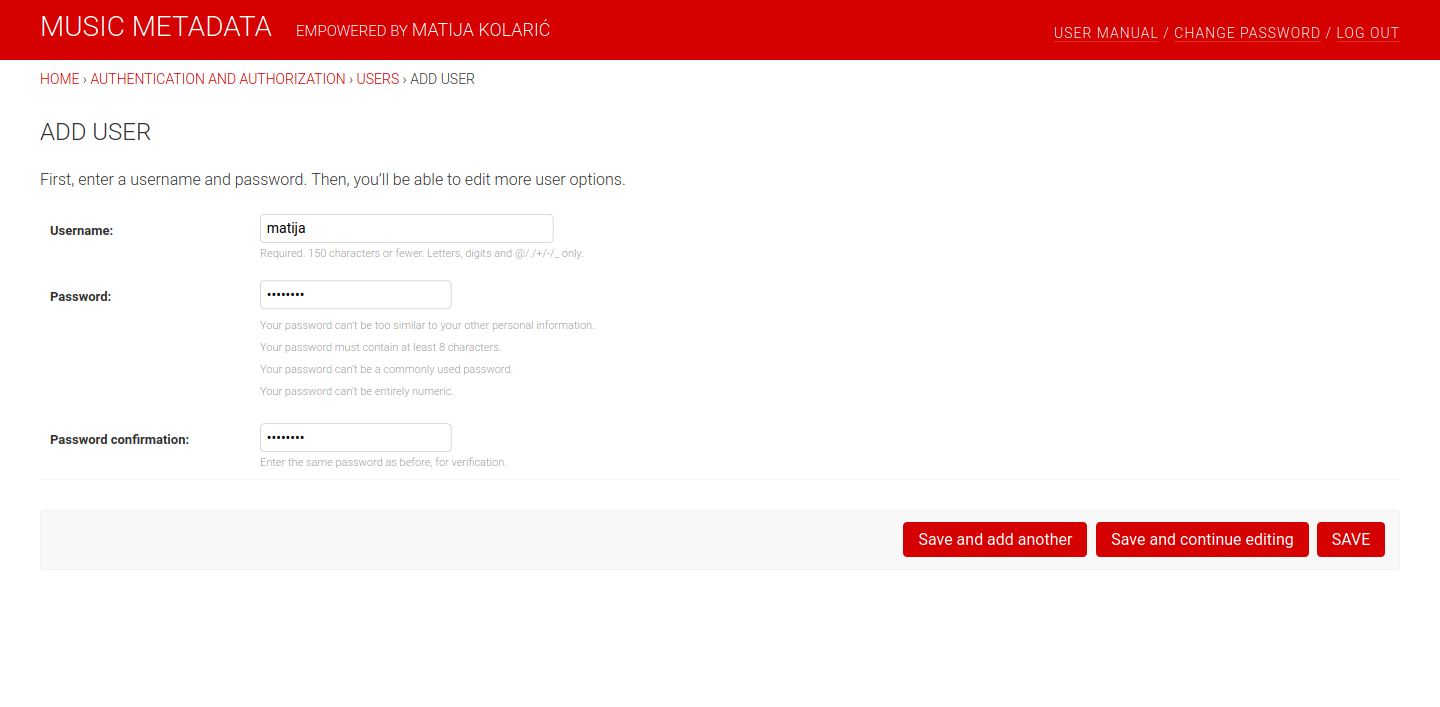 MUSIC METADATA EMPOWERED BY MATIJA KOLARIĆ
USER MANUAL / CHANGE PASSWORD / LOG OUT
HOME › AUTHENTICATION AND AUTHORIZATION › USERS › ADD USER
ADD USER
First, enter a username and password. Then, you’ll be able to edit more user options.
Username: matija
Required. 150 characters or fewer. Letters, digits and @/./+/-/_ only.
Password: ••••••••
Your password can’t be too similar to your other personal information.
Your password must contain at least 8 characters.
Your password can’t be a commonly used password.
Your password can’t be entirely numeric.
Password confirmation: ••••••••
Enter the same password as before, for verification.
Save and add another Save and continue editing SAVE